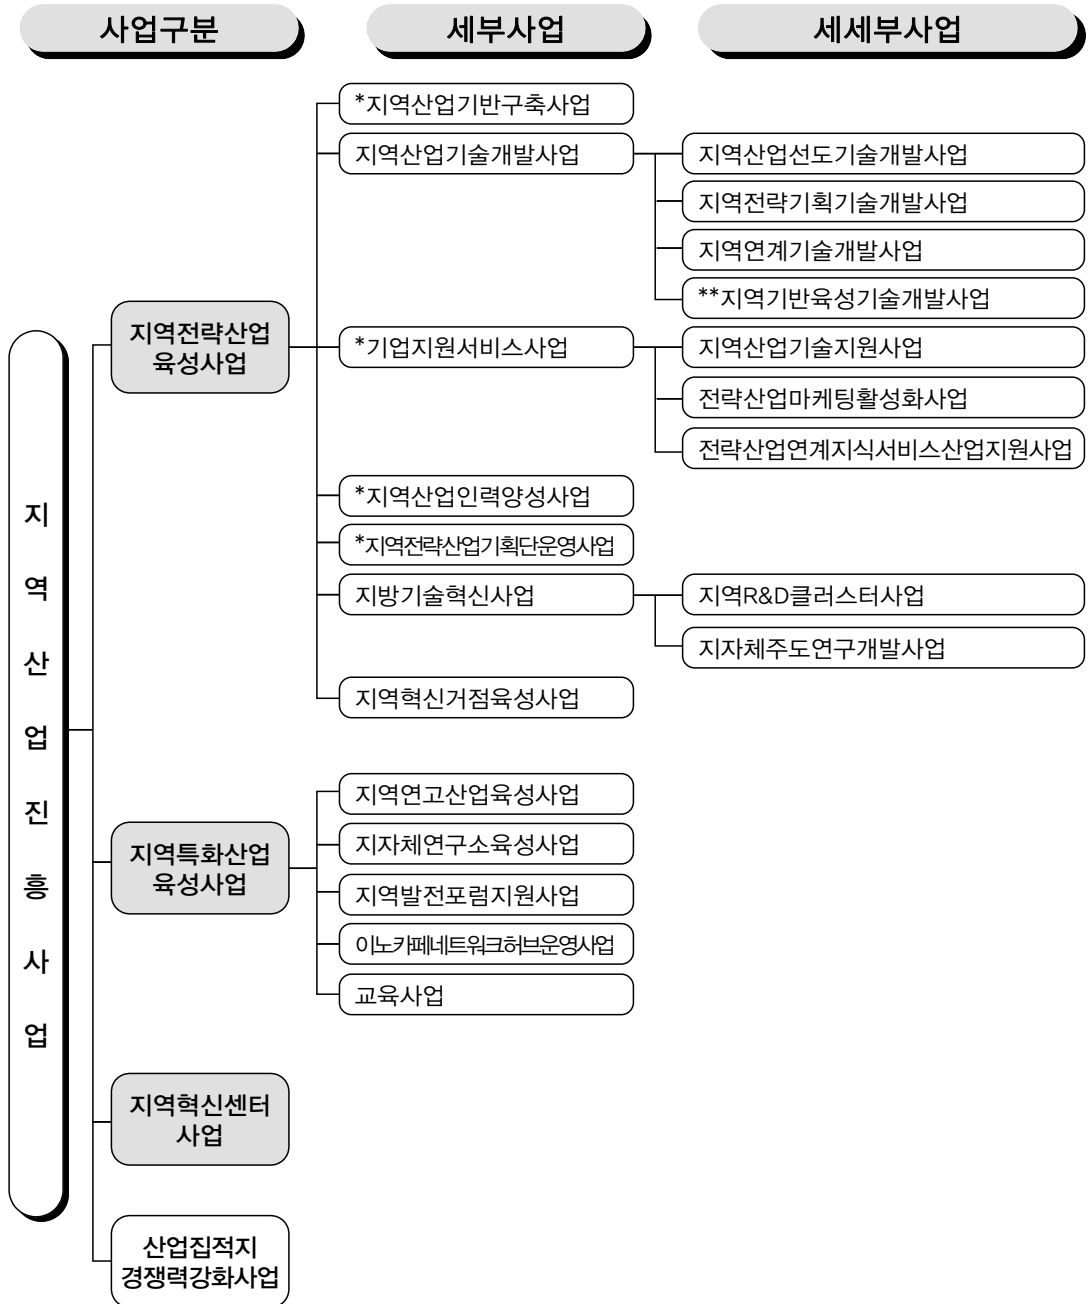 사업구분
세부사업
세세부사업
지역산업진흥사업
지역전략산업
육성사업
*지역산업기반구축사업
지역산업기술개발사업
지역산업선도기술개발사업
지역전략기획기술개발사업
지역연계기술개발사업
**지역기반육성기술개발사업
*기업지원서비스사업
지역산업기술지원사업
전략산업마케팅활성화사업
전략산업연계지식서비스산업지원사업
*지역산업인력양성사업
*지역전략산업기획단운영사업
지방기술혁신사업
지역R&D클러스터사업
지자체주도연구개발사업
지역혁신거점육성사업
지역특화산업
육성사업
지역연고산업육성사업
지자체연구소육성사업
지역발전포럼지원사업
이노카페네트워크허브운영사업
교육사업
지역혁신센터
사업
산업집적지
경쟁력강화사업